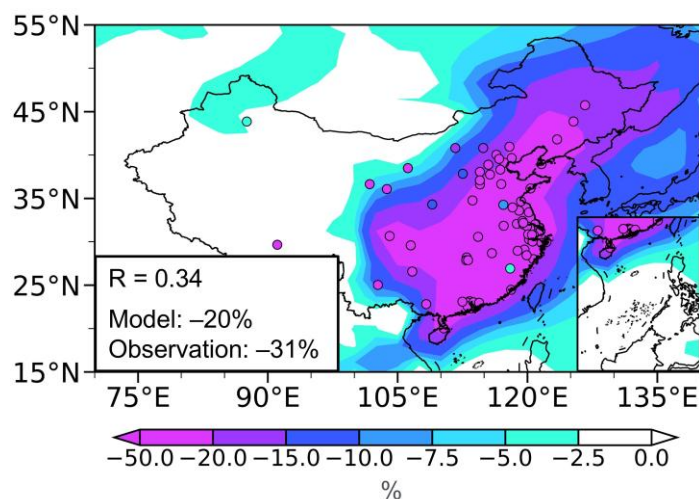 55°N
45°N
35°N
25°N
15°N
R = 0.34
Model: –20%
Observation: –31%
75°E 90°E 105°E 120°E 135°E
−50.0 −20.0 −15.0 −10.0 −7.5 −5.0 −2.5 0.0
%